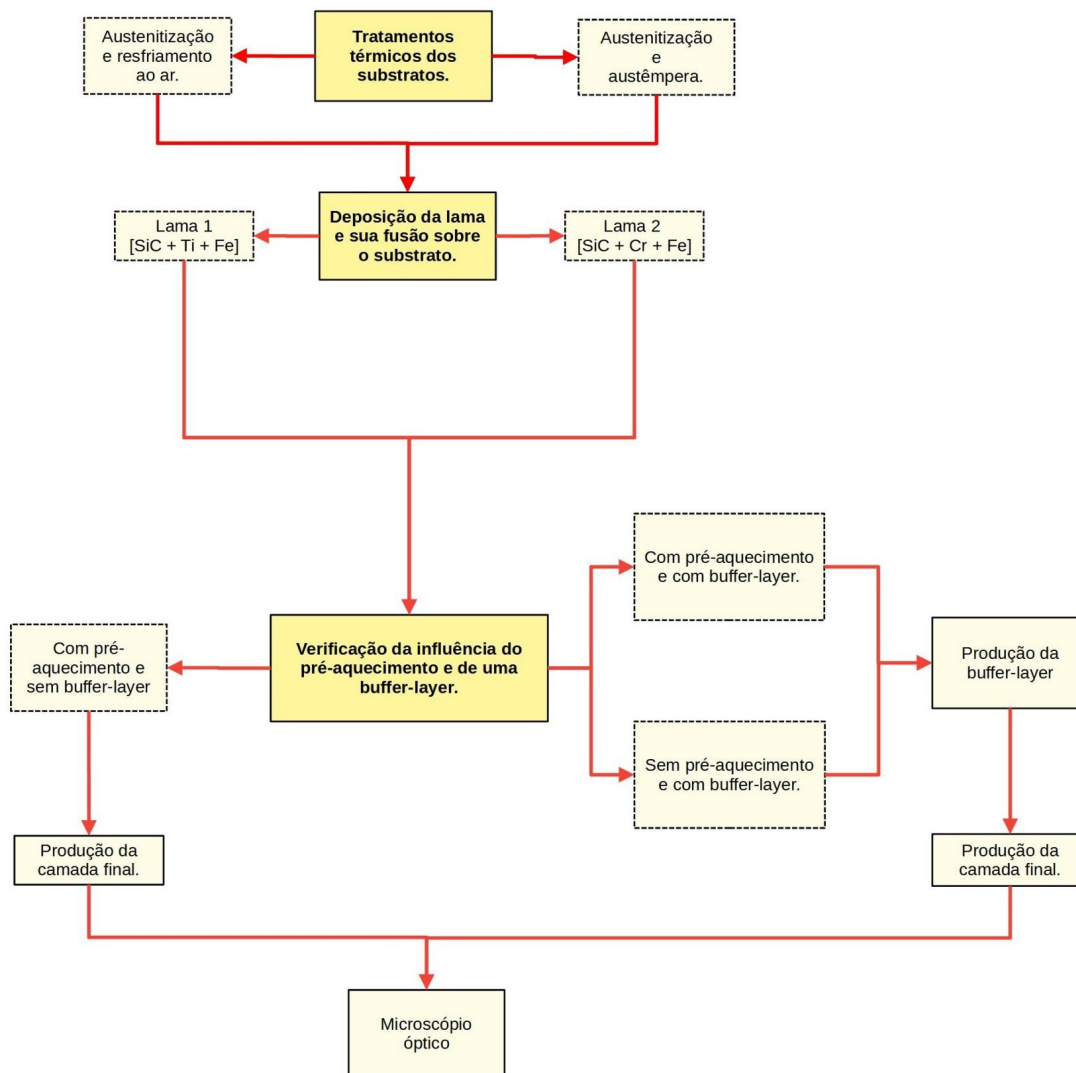 Austenitização
e resfriamento
ao ar.
Tratamentos
térmicos dos
substratos.
Austenitização
e
austêmpera.
Lama 1
[SiC + Ti + Fe]
Deposição da lama
e sua fusão sobre
o substrato.
Lama 2
[SiC + Cr + Fe]
Com pré-aquecimento
e com buffer-layer.
Com pré-
aquecimento e
sem buffer-layer
Verificação da influência do
pré-aquecimento e de uma
buffer-layer.
Produção da
buffer-layer
Sem pré-aquecimento
e com buffer-layer.
Produção da
camada final.
Produção da
camada final.
Microscópio
óptico